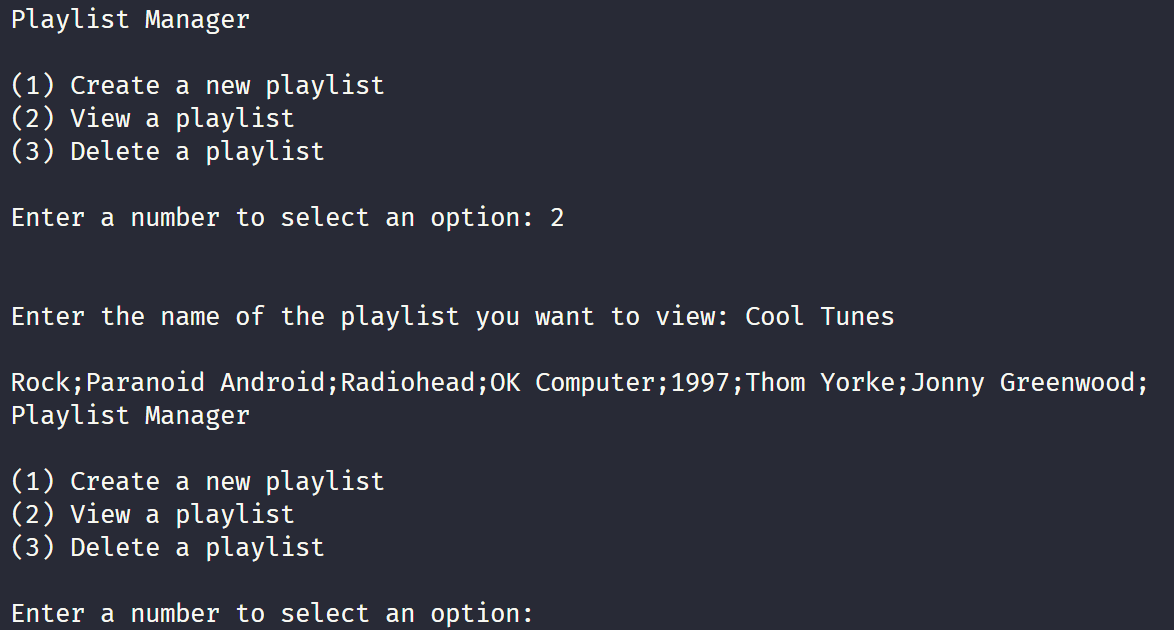 Playlist Manager
(1) Create a new playlist
(2) View a playlist
(3) Delete a playlist
Enter a number to select an option: 2
Enter the name of the playlist you want to view: Cool Tunes
Rock;Paranoid Android;Radiohead;OK Computer;1997;Thom Yorke;Jonny Greenwood;
Playlist Manager
(1) Create a new playlist
(2) View a playlist
(3) Delete a playlist
Enter a number to select an option: